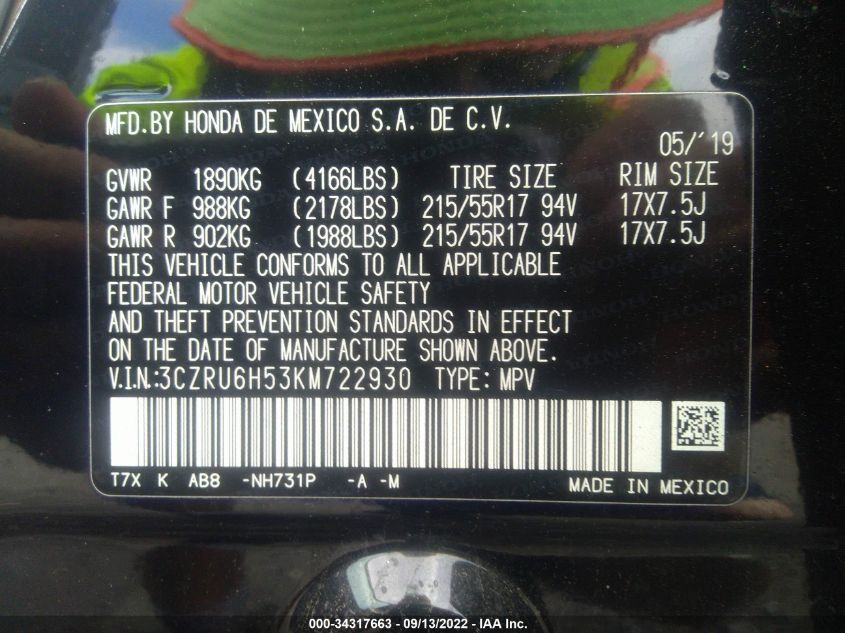 MFD.BY HONDA DE MEXICO S.A. DE C.V.
05/´19
GVWR 1890KG (4166LBS) TIRE SIZE RIM SIZE
GAWR F 988KG (2178LBS) 215/55R17 94V 17X7.5J
GAWR R 902KG (1988LBS) 215/55R17 94V 17X7.5J
THIS VEHICLE CONFORMS TO ALL APPLICABLE
FEDERAL MOTOR VEHICLE SAFETY
AND THEFT PREVENTION STANDARDS IN EFFECT
ON THE DATE OF MANUFACTURE SHOWN ABOVE.
V.I.N.:3CZRU6H53KM722930 TYPE: MPV
T7X K AB8 -NH731P -A -M MADE IN MEXICO
000-34317663 - 09/13/2022 - IAA Inc.